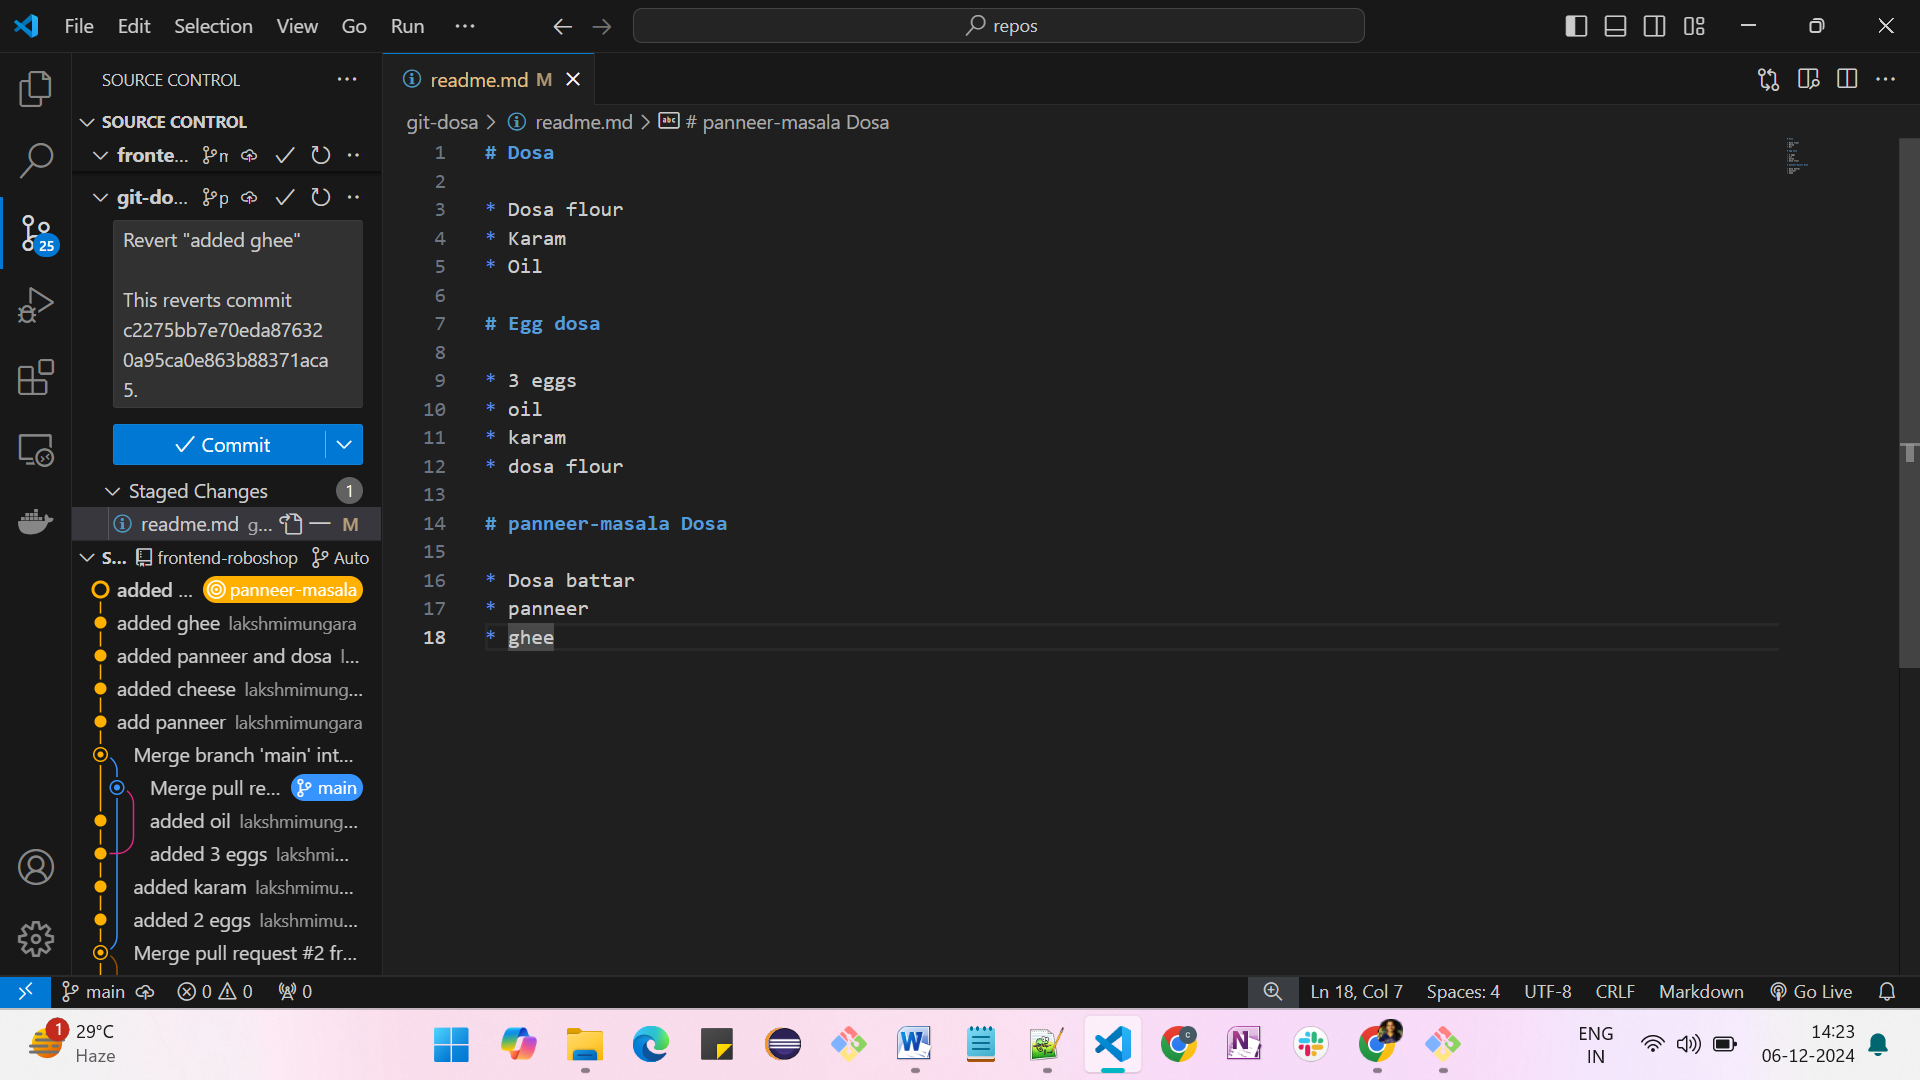 File Edit Selection View Go Run ··· repos
SOURCE CONTROL ···
SOURCE CONTROL
fronte... m
git-do... p
Revert "added ghee"
This reverts commit
c2275bb7e70eda87632
0a95ca0e863b88371aca
5.
Commit
Staged Changes 1
readme.md g... M
S... frontend-roboshop Auto
added ... panneer-masala
added ghee lakshmimungara
added panneer and dosa l...
added cheese lakshmimung...
add panneer lakshmimungara
Merge branch 'main' int...
Merge pull re... main
added oil lakshmimung...
added 3 eggs lakshmi...
added karam lakshmimu...
added 2 eggs lakshmimu...
Merge pull request #2 fr...
25
readme.md M
git-dosa > readme.md > # panneer-masala Dosa
1 # Dosa
2
3 * Dosa flour
4 * Karam
5 * Oil
6
7 # Egg dosa
8
9 * 3 eggs
10 * oil
11 * karam
12 * dosa flour
13
14 # panneer-masala Dosa
15
16 * Dosa battar
17 * panneer
18 * ghee
main 0 0 0 Ln 18, Col 7 Spaces: 4 UTF-8 CRLF Markdown Go Live
1 29°C
Haze
ENG
IN
14:23
06-12-2024